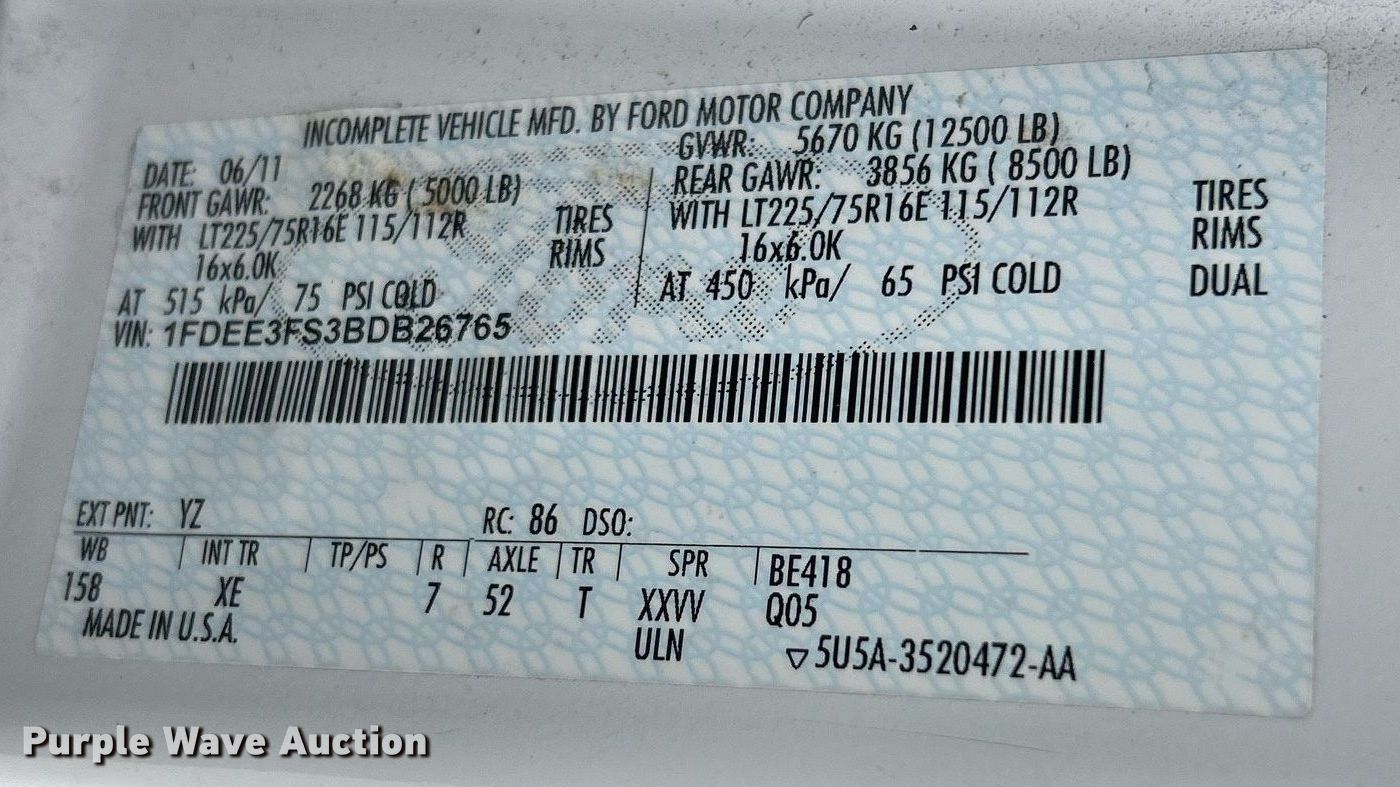 INCOMPLETE VEHICLE MFD. BY FORD MOTOR COMPANY
DATE: 06/11 GVWR: 5670 KG (12500 LB)
FRONT GAWR: 2268 KG ( 5000 LB) REAR GAWR: 3856 KG ( 8500 LB)
WITH LT225/75R16E 115/112R TIRES WITH LT225/75R16E 115/112R TIRES
16x6.0K RIMS 16x6.0K RIMS
AT 515 kPa/ 75 PSI COLD AT 450 kPa/ 65 PSI COLD DUAL
VIN: 1FDEE3FS3BDB26765
EXT PNT: YZ RC: 86 DSO:
WB INT TR TP/PS R AXLE TR SPR BE418
158 XE 7 52 T XXVV Q05
MADE IN U.S.A. ULN ▽5U5A-3520472-AA
Purple Wave Auction